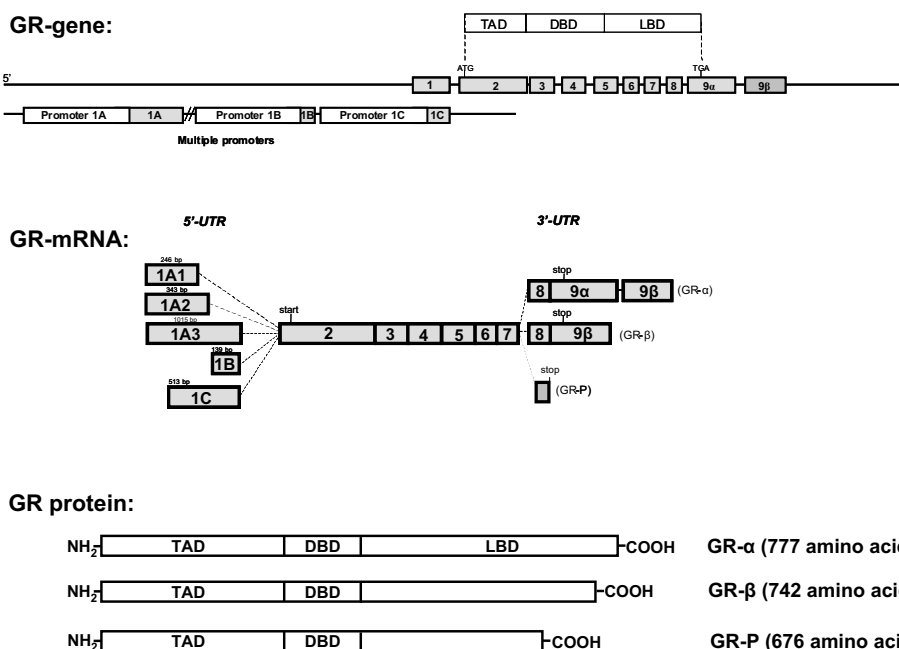 GR-gene:
TAD DBD LBD
ATG TGA
5'
1 2 3 4 5 6 7 8 9α 9β
Promoter 1A 1A Promoter 1B 1B Promoter 1C 1C
Multiple promoters
5'-UTR 3'-UTR
GR-mRNA:
246 bp
1A1
343 bp
1A2
1015 bp
1A3
139 bp
1B
513 bp
1C
start
2 3 4 5 6 7
stop
8 9α 9β (GR-α)
stop
8 9β (GR-β)
stop
(GR-P)
GR protein:
NH2 TAD DBD LBD COOH GR-α (777 amino acid
NH2 TAD DBD COOH GR-β (742 amino acid
NH2 TAD DBD COOH GR-P (676 amino acid